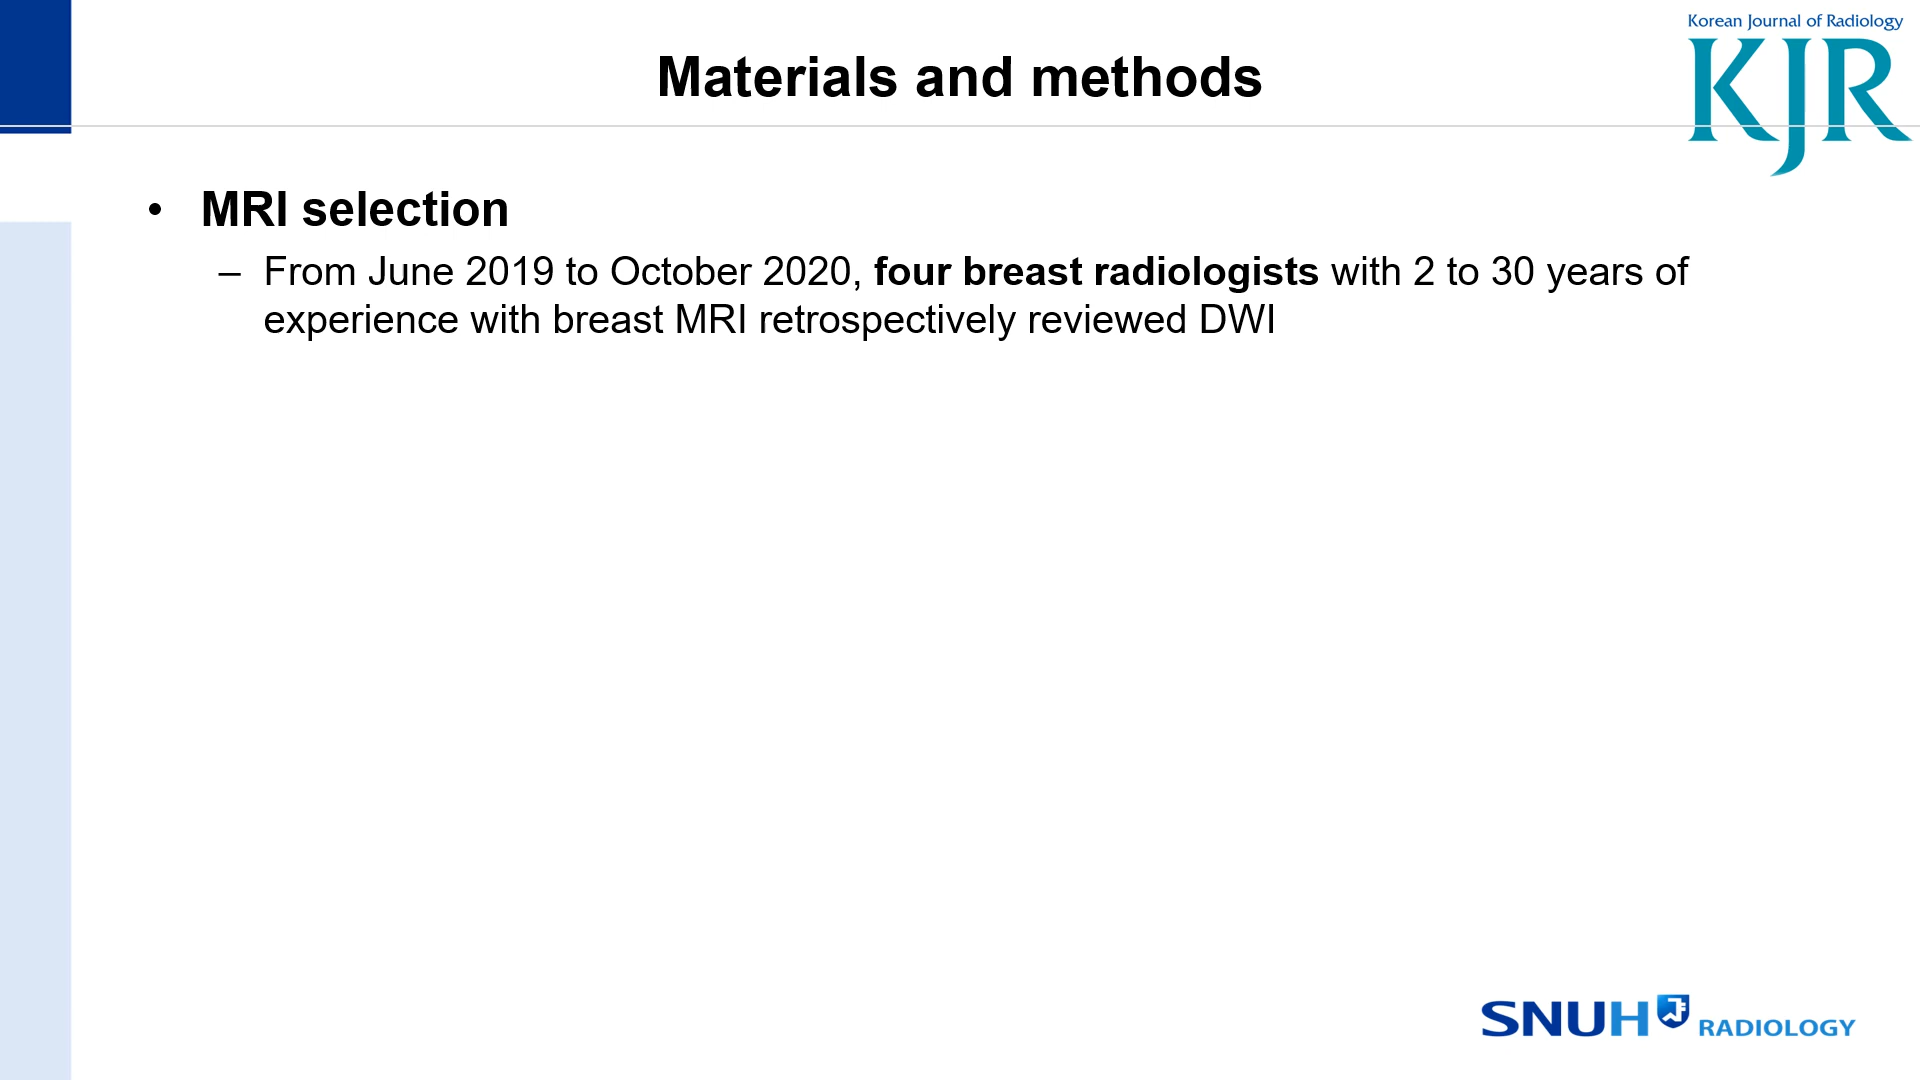 Korean Journal of Radiology
KJR
Materials and methods
• MRI selection
– From June 2019 to October 2020, four breast radiologists with 2 to 30 years of
experience with breast MRI retrospectively reviewed DWI
SNUH RADIOLOGY